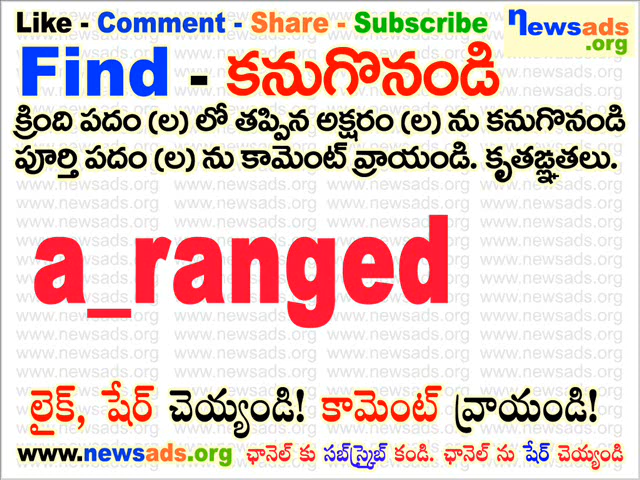 Like - Comment - Share - Subscribe
newsads
.org
Find - కనుగొనండి
క్రింది పదం (ల) లో తప్పిన అక్షరం (ల) ను కనుగొనండి
పూర్తి పదం (ల) ను కామెంట్ వ్రాయండి. కృతఙ్ఞతలు.
a_ranged
లైక్, షేర్ చెయ్యండి! కామెంట్ వ్రాయండి!
www.newsads.org ఛానెల్ కు సబ్‌స్క్రైబ్ కండి. ఛానెల్ ను షేర్ చెయ్యండి